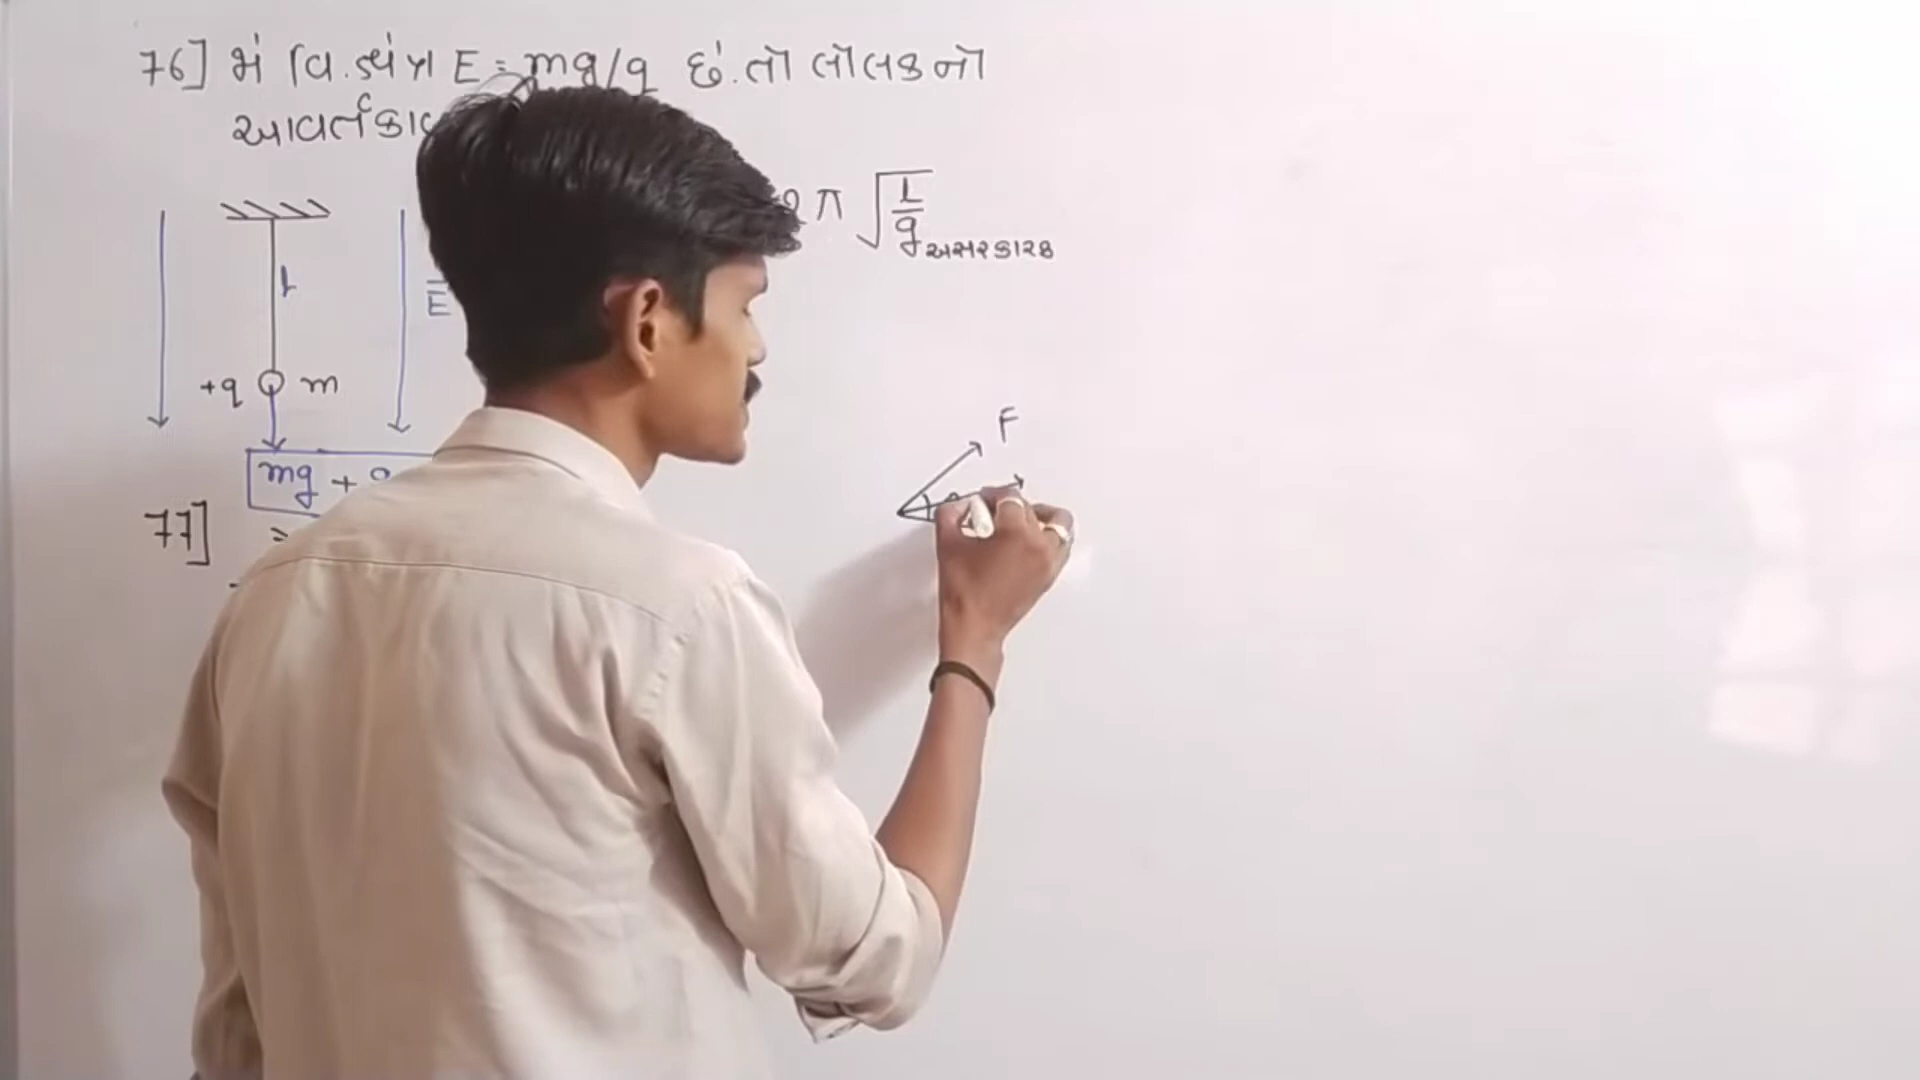 76] માં વિ.ક્ષેત્ર E = mg/q છે. તો લોલકનો
આવર્તકા
2π √(l/g અસરકારક)
l
E
+q m
mg +
F
77]